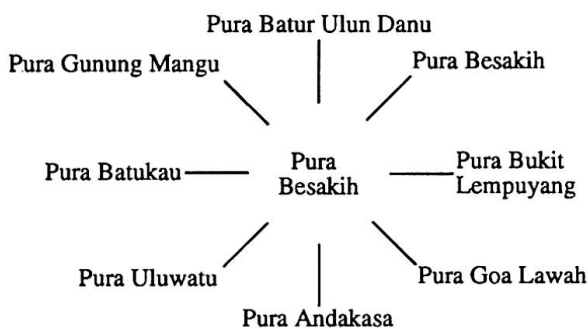 Pura Batur Ulun Danu
Pura Gunung Mangu
Pura Besakih
Pura Batukau
Pura
Besakih
Pura Bukit
Lempuyang
Pura Uluwatu
Pura Goa Lawah
Pura Andakasa